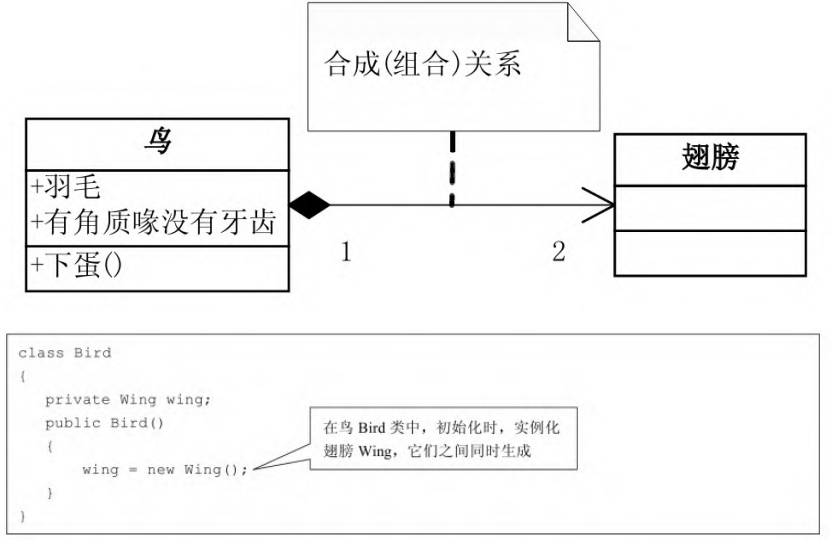 合成(组合)关系
鸟
+羽毛
+有角质喙没有牙齿
+下蛋()
1
2
翅膀
class Bird
{
private Wing wing;
public Bird()
{
wing = new Wing();
}
}
在鸟 Bird 类中，初始化时，实例化
翅膀 Wing，它们之间同时生成